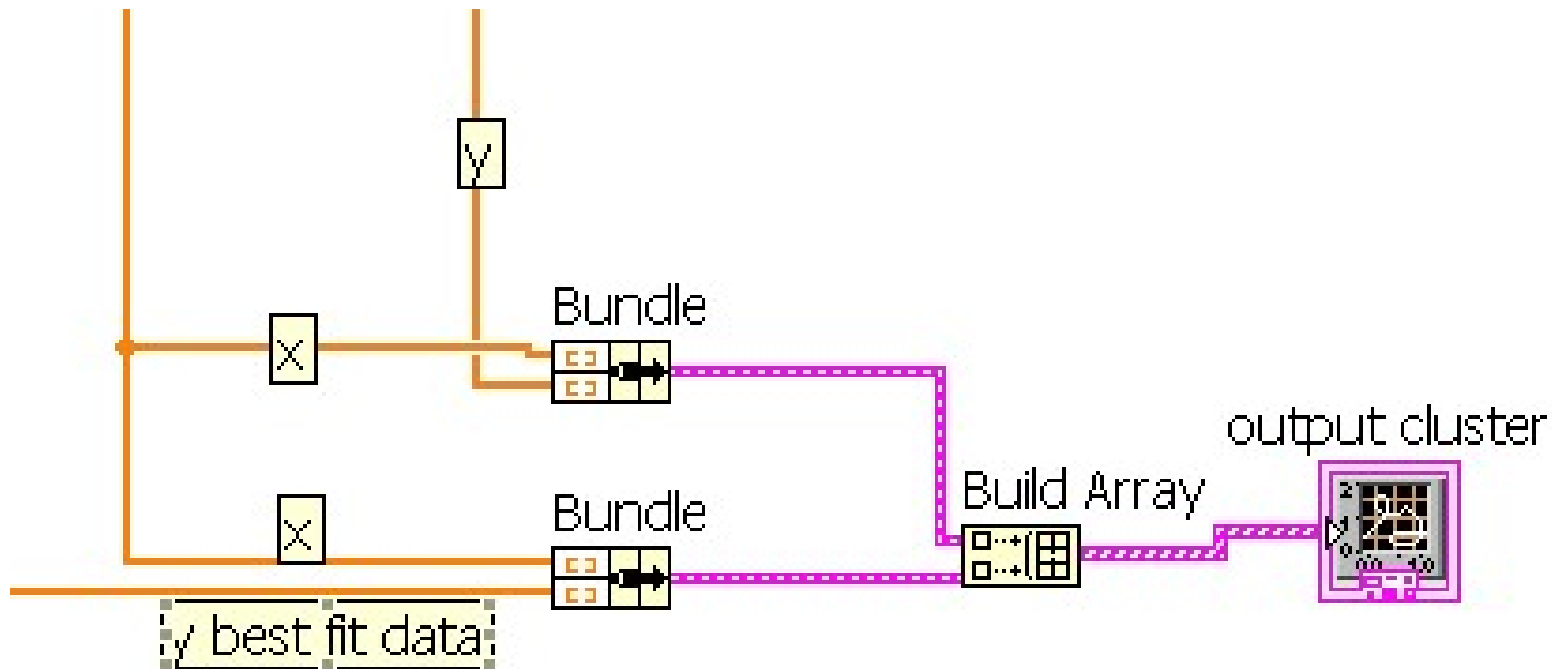 y
Bundle
x
output cluster
Build Array
Bundle
x
y best fit data